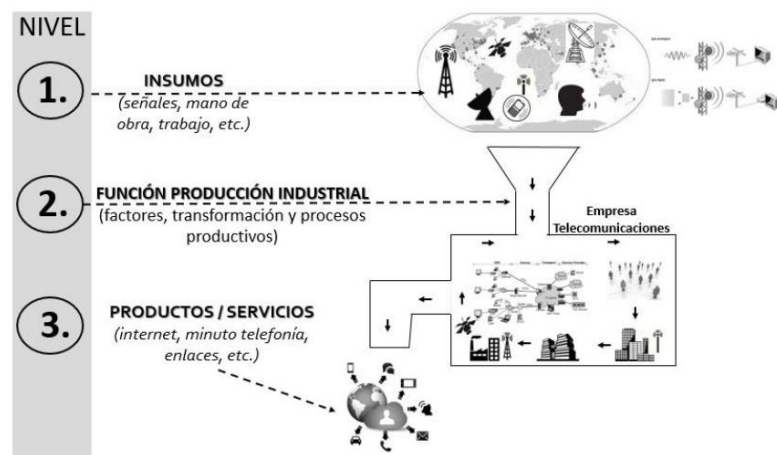 NIVEL
1.
INSUMOS
(señales, mano de
obra, trabajo, etc.)
2.
FUNCIÓN PRODUCCIÓN INDUSTRIAL
(factores, transformación y procesos
productivos)
Empresa
Telecomunicaciones
3.
PRODUCTOS / SERVICIOS
(internet, minuto telefonía,
enlaces, etc.)